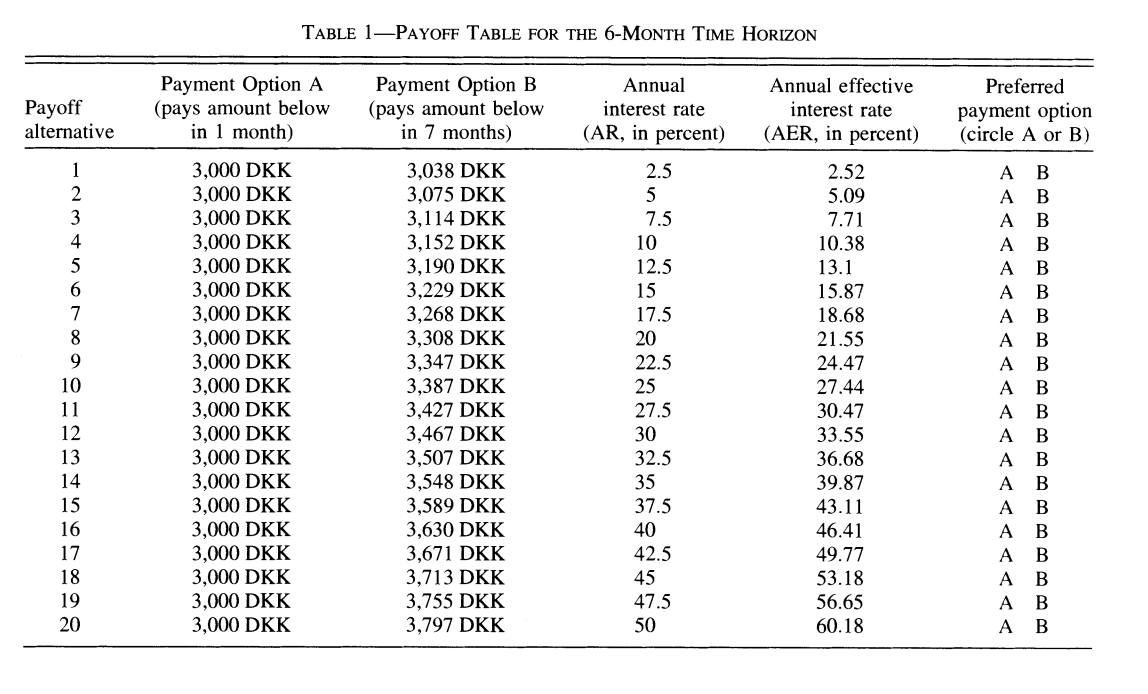 TABLE 1—PAYOFF TABLE FOR THE 6-MONTH TIME HORIZON
Payoff alternative Payment Option A (pays amount below in 1 month) Payment Option B (pays amount below in 7 months) Annual interest rate (AR, in percent) Annual effective interest rate (AER, in percent) Preferred payment option (circle A or B)
1 3,000 DKK 3,038 DKK 2.5 2.52 A B
2 3,000 DKK 3,075 DKK 5 5.09 A B
3 3,000 DKK 3,114 DKK 7.5 7.71 A B
4 3,000 DKK 3,152 DKK 10 10.38 A B
5 3,000 DKK 3,190 DKK 12.5 13.1 A B
6 3,000 DKK 3,229 DKK 15 15.87 A B
7 3,000 DKK 3,268 DKK 17.5 18.68 A B
8 3,000 DKK 3,308 DKK 20 21.55 A B
9 3,000 DKK 3,347 DKK 22.5 24.47 A B
10 3,000 DKK 3,387 DKK 25 27.44 A B
11 3,000 DKK 3,427 DKK 27.5 30.47 A B
12 3,000 DKK 3,467 DKK 30 33.55 A B
13 3,000 DKK 3,507 DKK 32.5 36.68 A B
14 3,000 DKK 3,548 DKK 35 39.87 A B
15 3,000 DKK 3,589 DKK 37.5 43.11 A B
16 3,000 DKK 3,630 DKK 40 46.41 A B
17 3,000 DKK 3,671 DKK 42.5 49.77 A B
18 3,000 DKK 3,713 DKK 45 53.18 A B
19 3,000 DKK 3,755 DKK 47.5 56.65 A B
20 3,000 DKK 3,797 DKK 50 60.18 A B